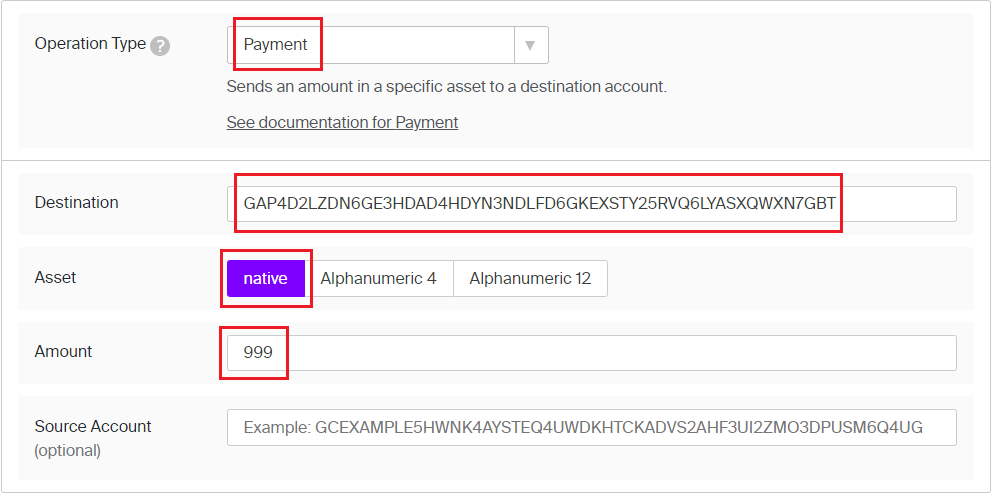 Operation Type ?
Payment
Sends an amount in a specific asset to a destination account.
See documentation for Payment
Destination
GAP4D2LZDN6GE3HDAD4HDYN3NDLFD6GKEXSTY25RVQ6LYASXQWXN7GBT
Asset
native Alphanumeric 4 Alphanumeric 12
Amount
999
Source Account
(optional)
Example: GCEXAMPLE5HWNK4AYSTEQ4UWDKHTCKADVS2AHF3UI2ZMO3DPUSM6Q4UG